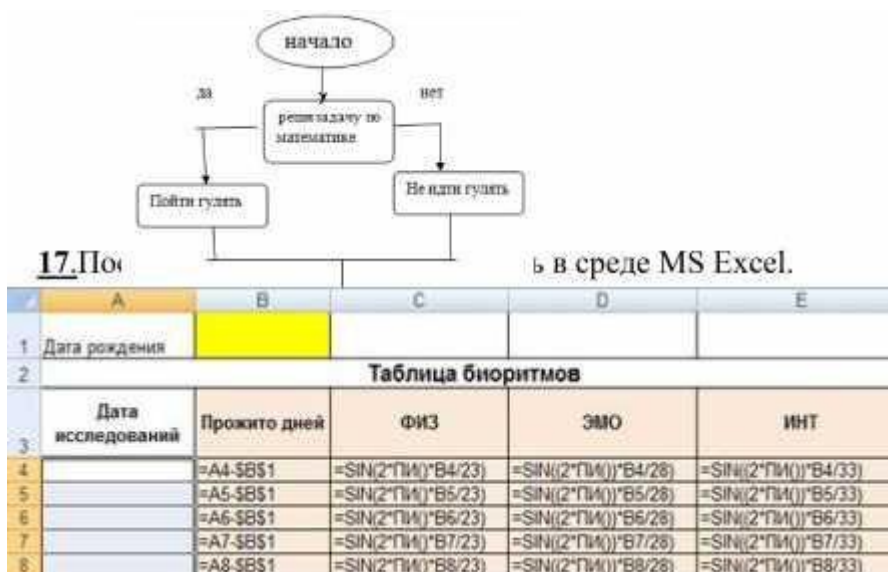 начало
да нет
реши задачу по
математике
Пойти гулять Не идти гулять
17. ь в среде MS Excel.
A B C D E
1 Дата рождения
2 Таблица биоритмов
3 Дата исследований Прожито дней ФИЗ ЭМО ИНТ
4 =A4-$B$1 =SIN(2*ПИ()*B4/23) =SIN((2*ПИ())*B4/28) =SIN((2*ПИ())*B4/33)
5 =A5-$B$1 =SIN(2*ПИ()*B5/23) =SIN((2*ПИ())*B5/28) =SIN((2*ПИ())*B5/33)
6 =A6-$B$1 =SIN(2*ПИ()*B6/23) =SIN((2*ПИ())*B6/28) =SIN((2*ПИ())*B6/33)
7 =A7-$B$1 =SIN(2*ПИ()*B7/23) =SIN((2*ПИ())*B7/28) =SIN((2*ПИ())*B7/33)
8 =A8-$B$1 =SIN(2*ПИ()*B8/23) =SIN((2*ПИ())*B8/28) =SIN((2*ПИ())*B8/33)